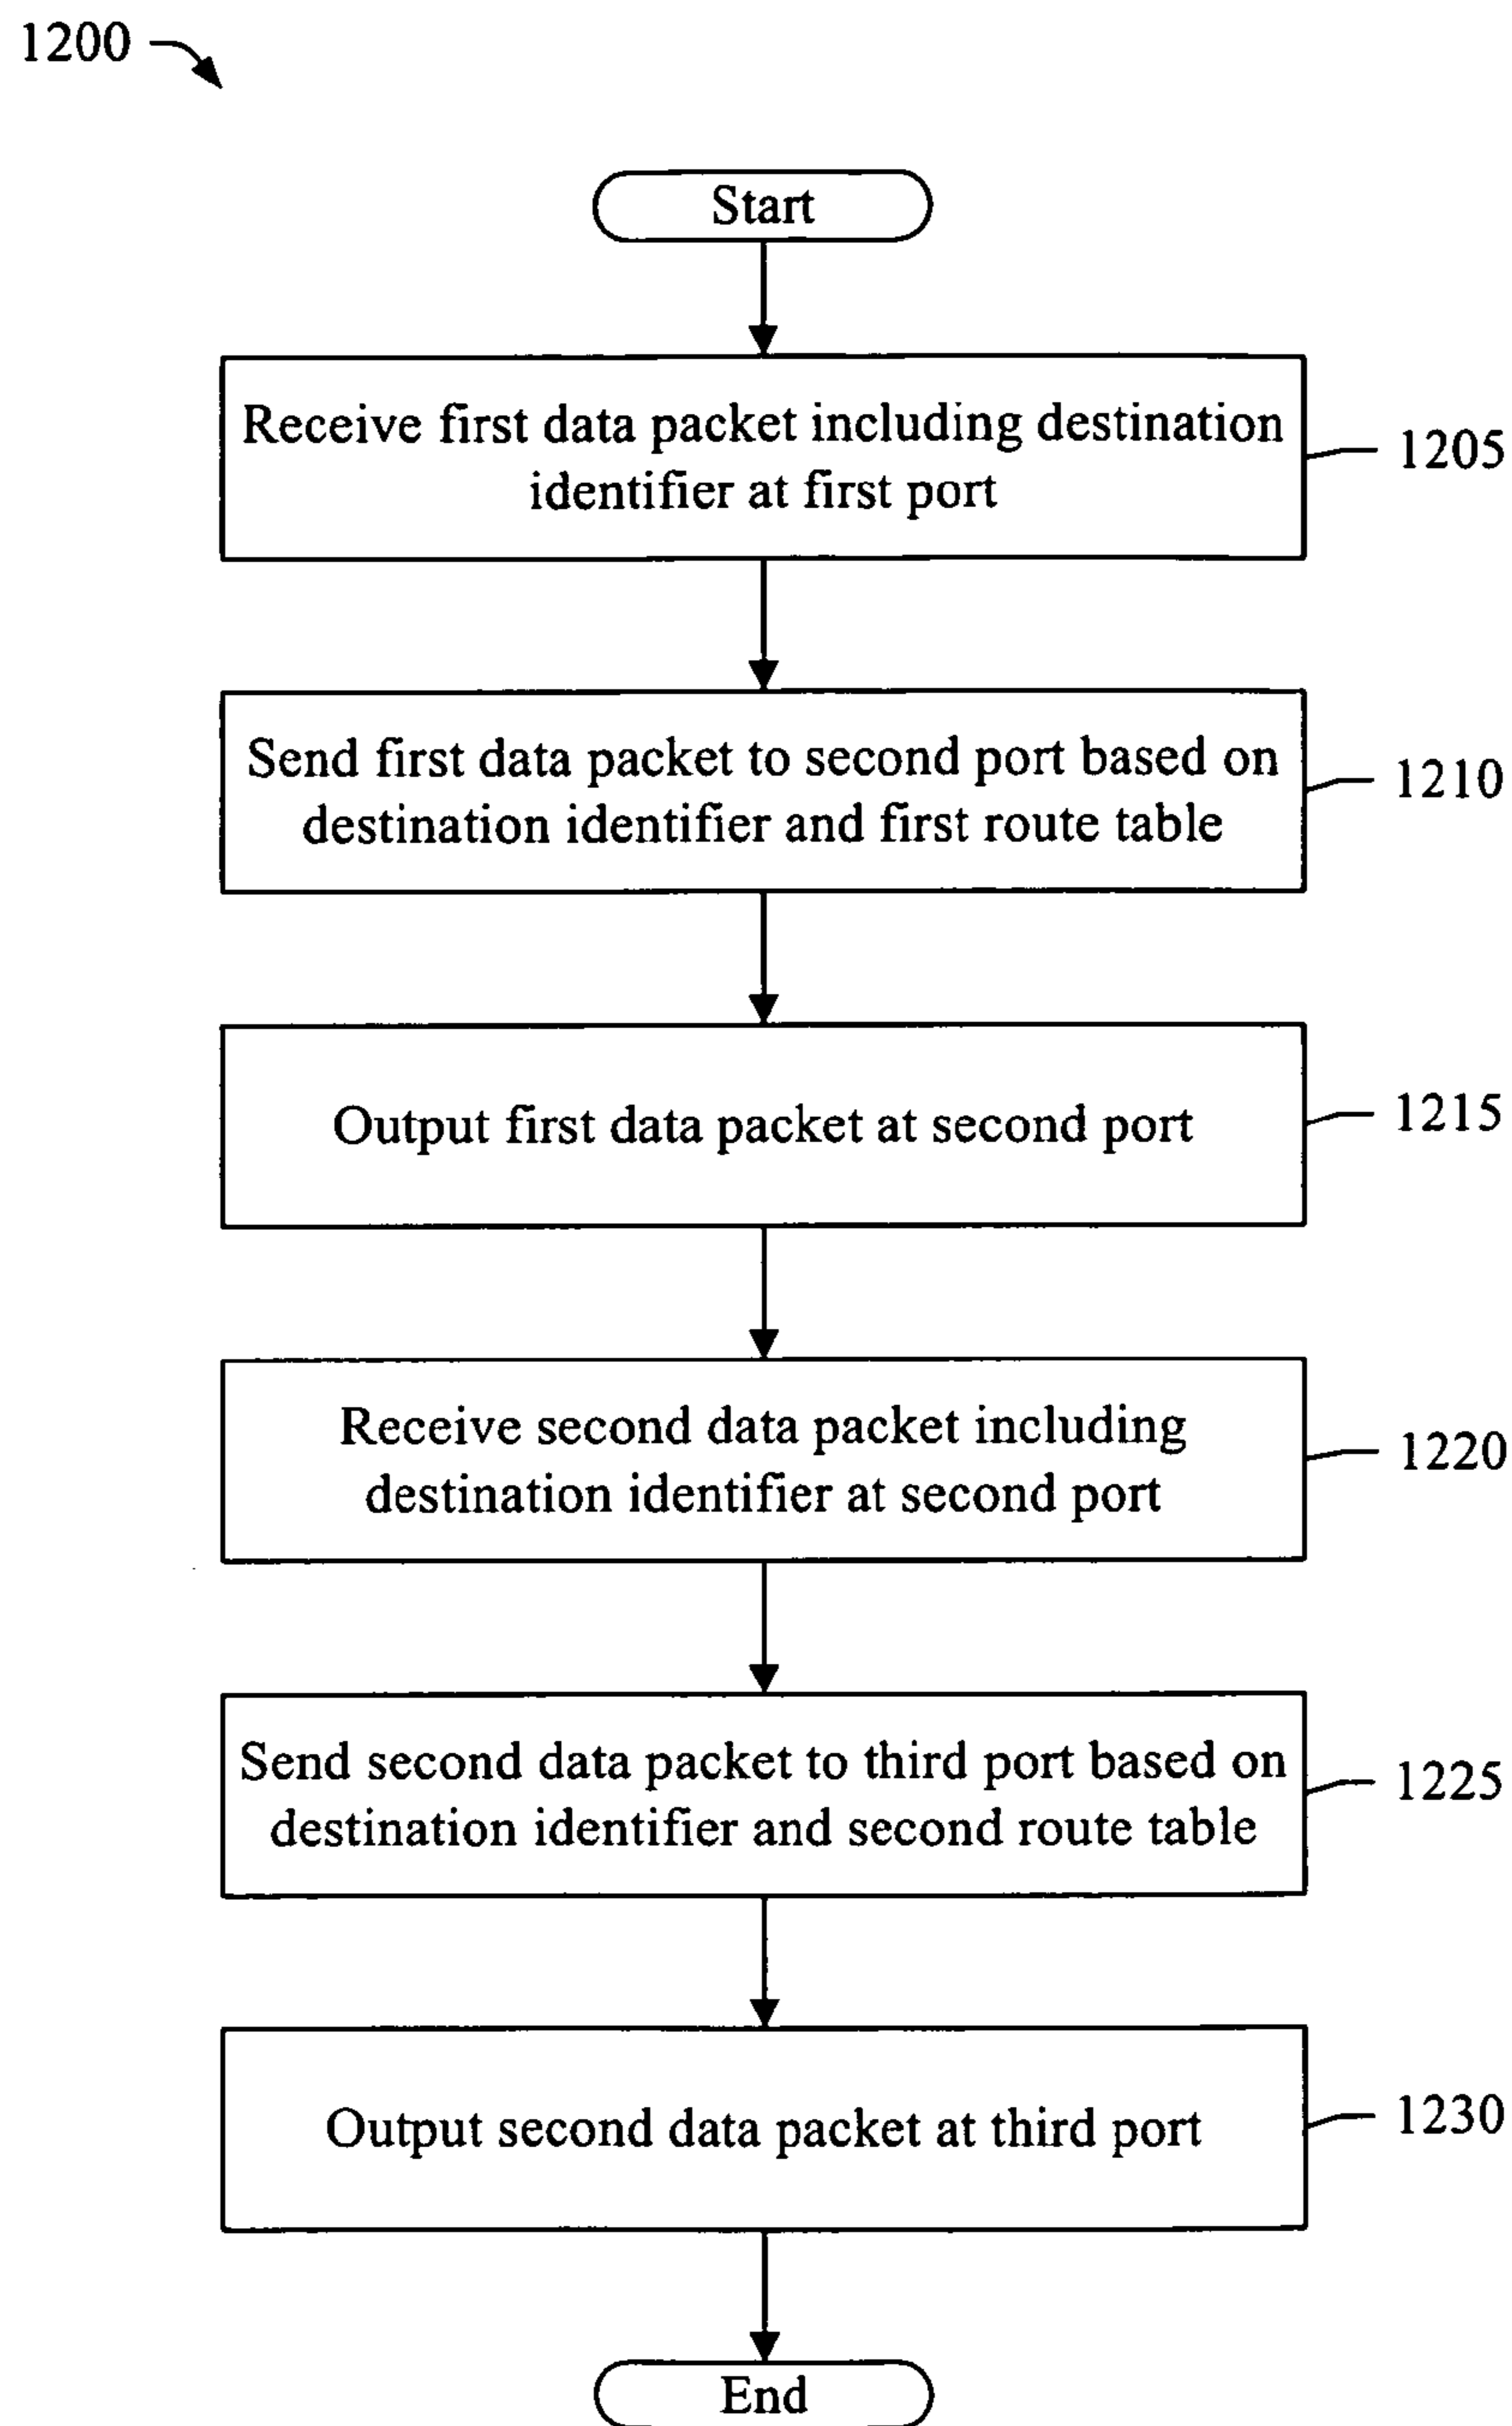 1200
Start
Receive first data packet including destination
identifier at first port
1205
Send first data packet to second port based on
destination identifier and first route table
1210
Output first data packet at second port
1215
Receive second data packet including
destination identifier at second port
1220
Send second data packet to third port based on
destination identifier and second route table
1225
Output second data packet at third port
1230
End